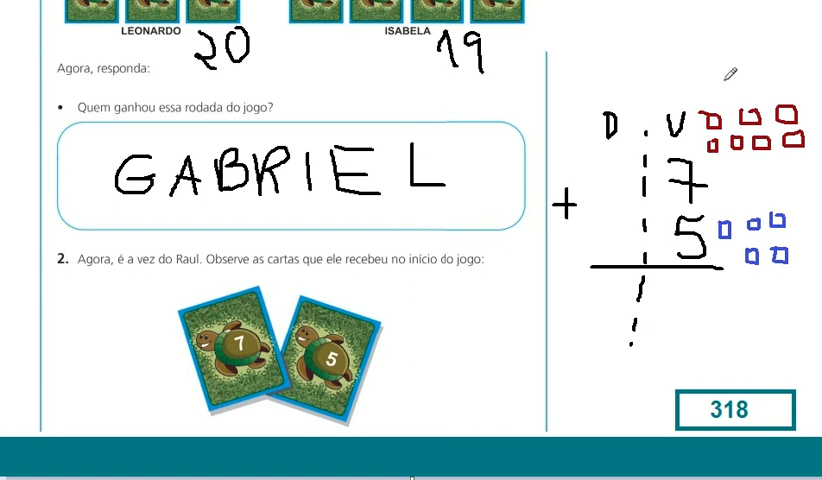 LEONARDO
ISABELA
20
19
Agora, responda:
• Quem ganhou essa rodada do jogo?
GABRIEL
2. Agora, é a vez do Raul. Observe as cartas que ele recebeu no início do jogo:
7
5
D U
7
+ 5
318